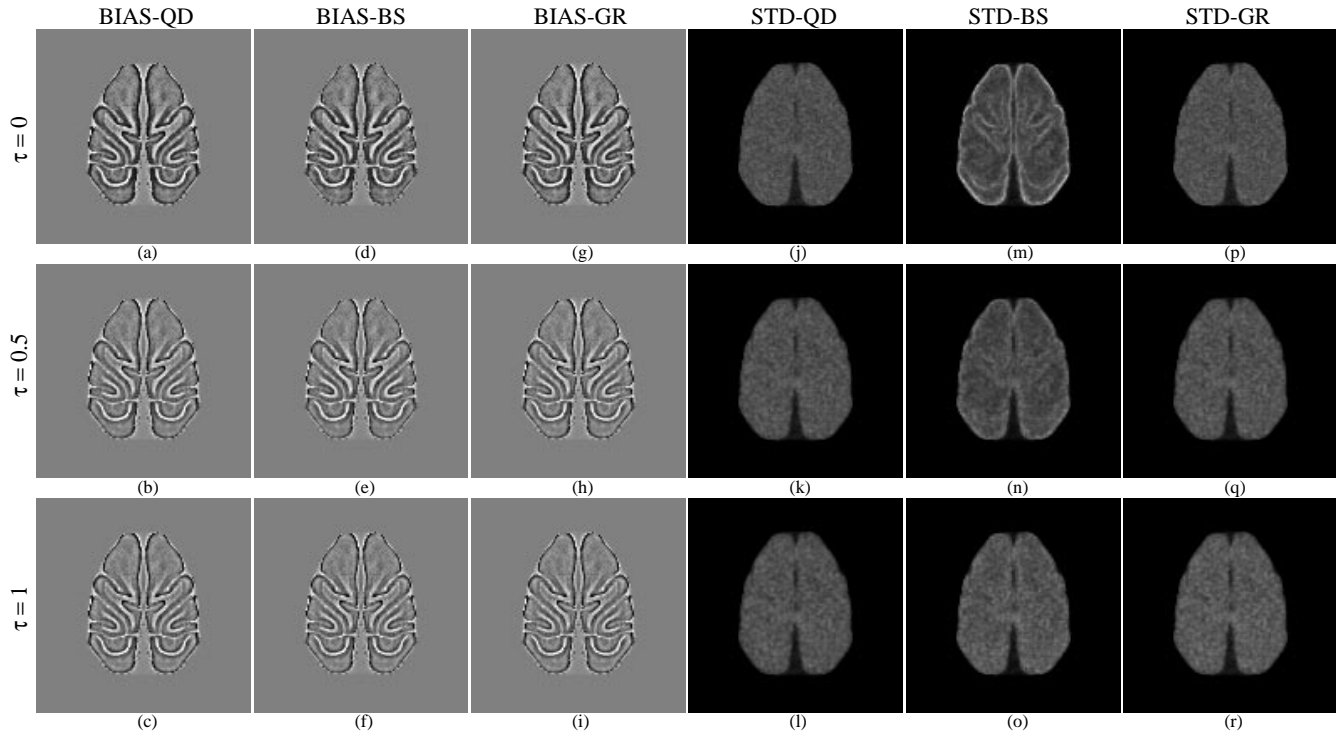 BIAS-QD BIAS-BS BIAS-GR STD-QD STD-BS STD-GR
τ = 0
(a) (d) (g) (j) (m) (p)
τ = 0.5
(b) (e) (h) (k) (n) (q)
τ = 1
(c) (f) (i) (l) (o) (r)